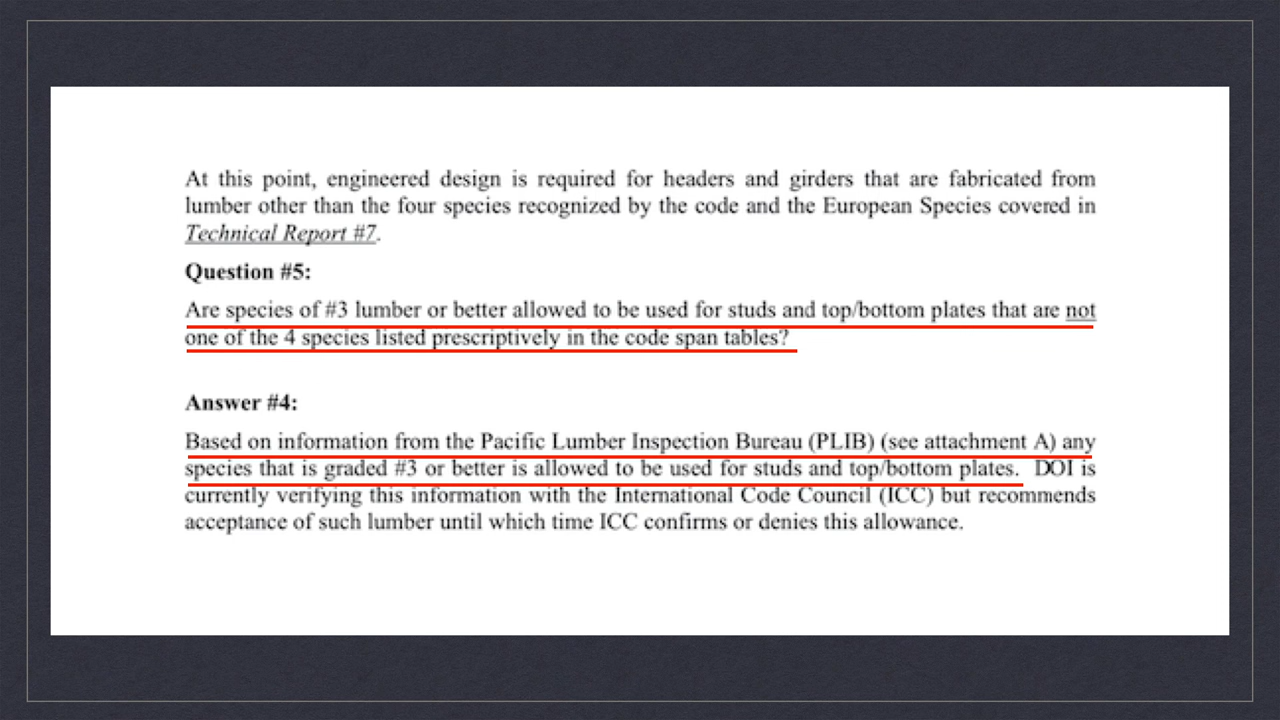 At this point, engineered design is required for headers and girders that are fabricated from
lumber other than the four species recognized by the code and the European Species covered in
Technical Report #7.
Question #5:
Are species of #3 lumber or better allowed to be used for studs and top/bottom plates that are not
one of the 4 species listed prescriptively in the code span tables?
Answer #4:
Based on information from the Pacific Lumber Inspection Bureau (PLIB) (see attachment A) any
species that is graded #3 or better is allowed to be used for studs and top/bottom plates. DOI is
currently verifying this information with the International Code Council (ICC) but recommends
acceptance of such lumber until which time ICC confirms or denies this allowance.